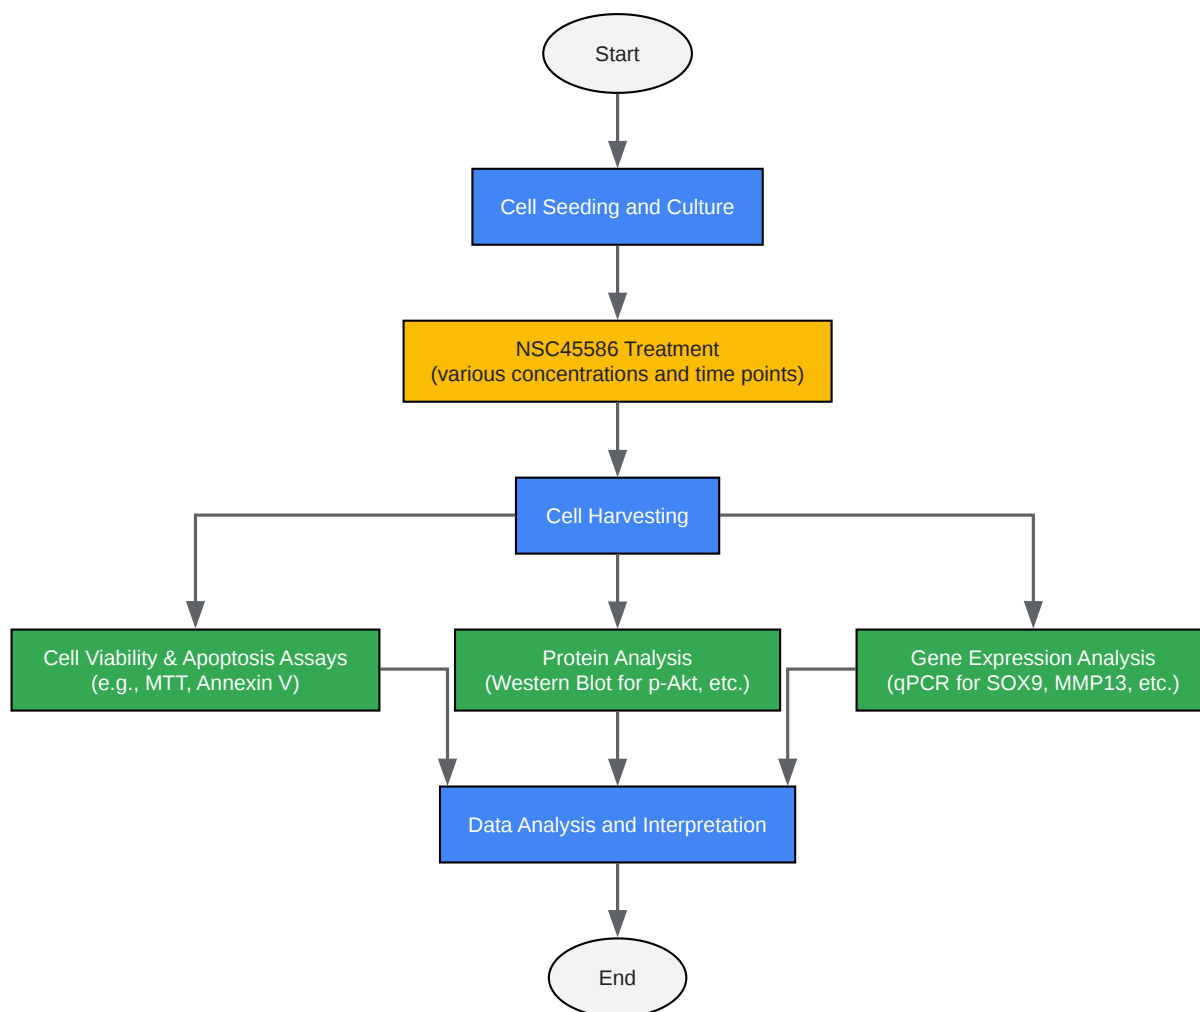 Start
Cell Seeding and Culture
NSC45586 Treatment
(various concentrations and time points)
Cell Harvesting
Cell Viability & Apoptosis Assays
(e.g., MTT, Annexin V)
Protein Analysis
(Western Blot for p-Akt, etc.)
Gene Expression Analysis
(qPCR for SOX9, MMP13, etc.)
Data Analysis and Interpretation
End